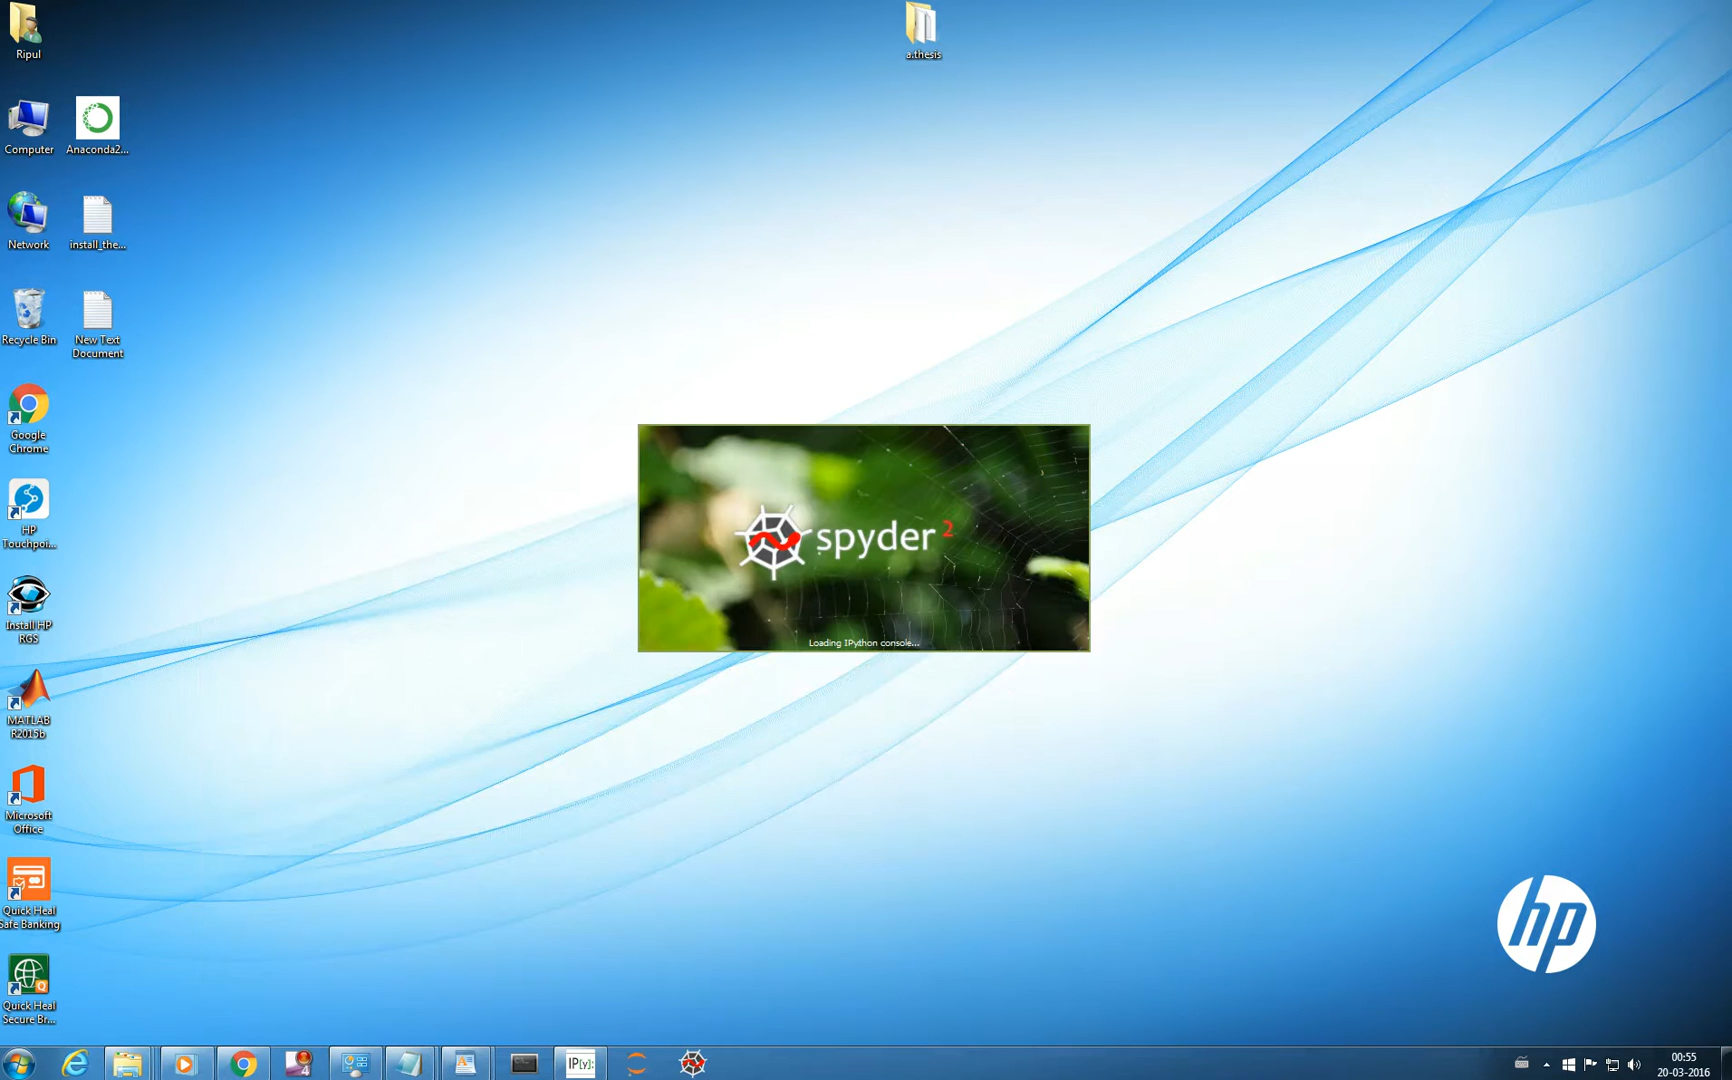 Ripul
a.thesis
Computer
Anaconda2...
Network
install_the...
Recycle Bin
New Text
Document
Google
Chrome
HP
Touchpoi...
spyder 2
Loading IPython console...
Install HP
RGS
MATLAB
R2015b
Microsoft
Office
Quick Heal
Safe Banking
hp
Quick Heal
Secure Br...
4
IP[y]:
00:55
20-03-2016